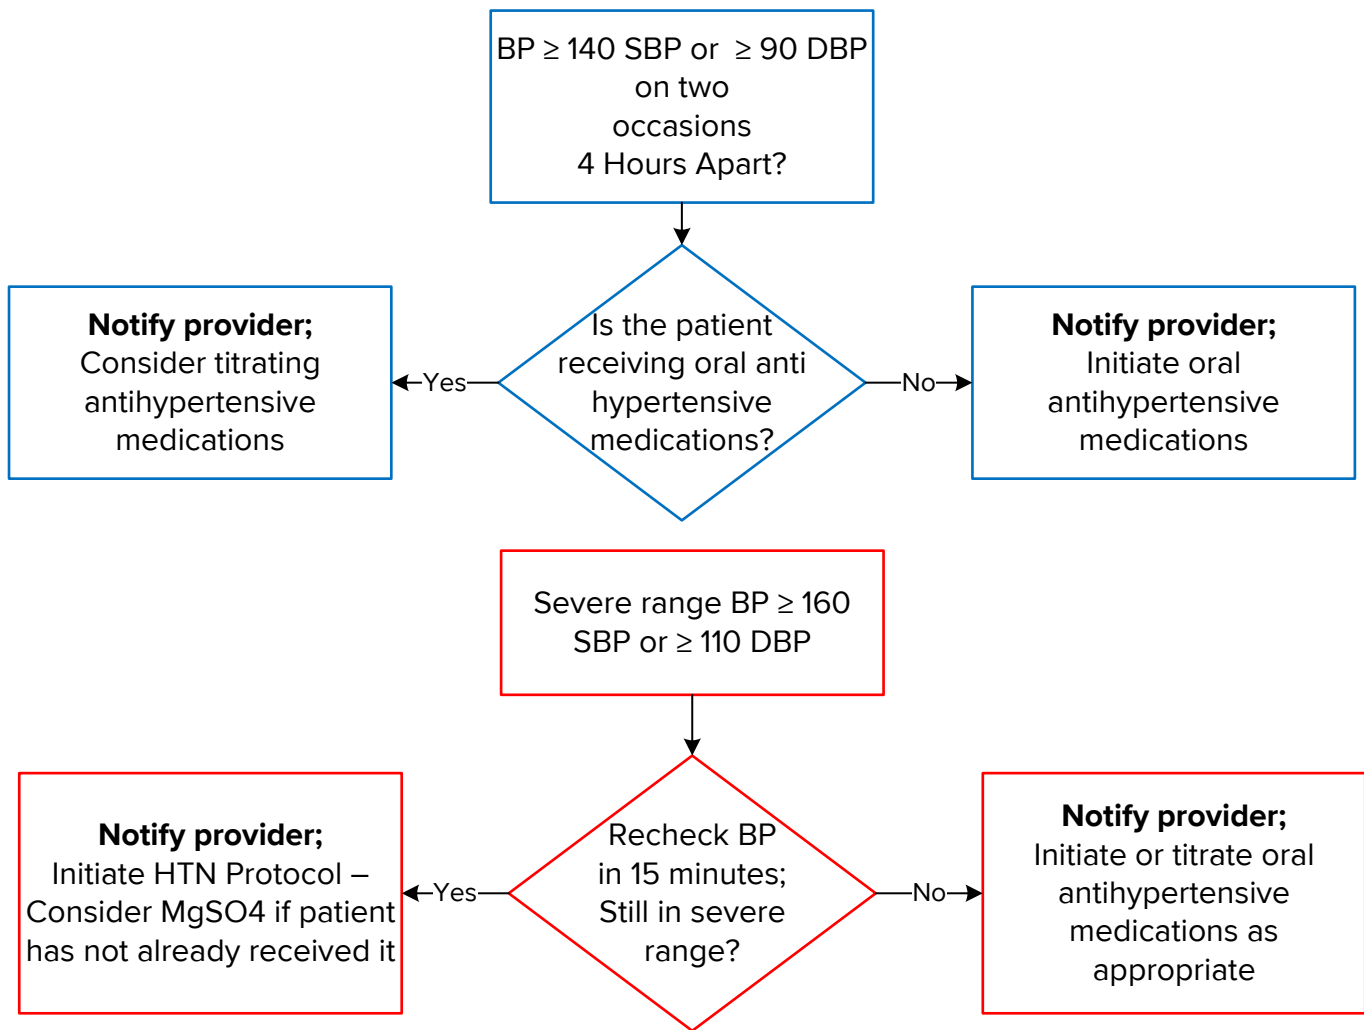 BP ≥ 140 SBP or ≥ 90 DBP
on two
occasions
4 Hours Apart?
Notify provider;
Consider titrating
antihypertensive
medications
Yes
Is the patient
receiving oral anti
hypertensive
medications?
No
Notify provider;
Initiate oral
antihypertensive
medications
Severe range BP ≥ 160
SBP or ≥ 110 DBP
Notify provider;
Initiate HTN Protocol –
Consider MgSO4 if patient
has not already received it
Yes
Recheck BP
in 15 minutes;
Still in severe
range?
No
Notify provider;
Initiate or titrate oral
antihypertensive
medications as
appropriate